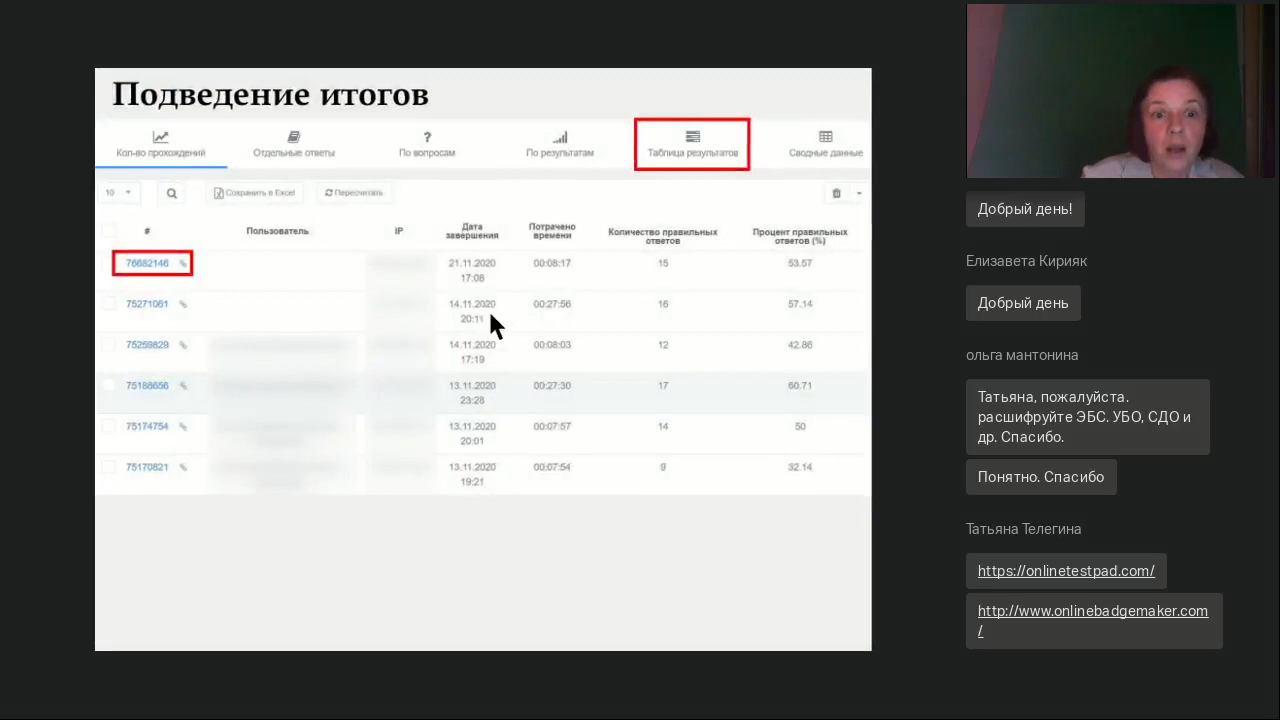 Подведение итогов
Кол-во прохождений
Отдельные ответы
По вопросам
По результатам
Таблица результатов
Сводные данные
10
Сохранить в Excel
Пересчитать
# Пользователь IP Дата завершения Потрачено времени Количество правильных ответов Процент правильных ответов (%)
76682146 21.11.2020 17:08 00:08:17 15 53.57
75271061 14.11.2020 20:11 00:27:56 16 57.14
75259829 14.11.2020 17:19 00:08:03 12 42.86
75188656 13.11.2020 23:28 00:27:30 17 60.71
75174754 13.11.2020 20:01 00:07:57 14 50
75170821 13.11.2020 19:21 00:07:54 9 32.14
Добрый день!
Елизавета Кирияк
Добрый день
ольга мантонина
Татьяна, пожалуйста.
расшифруйте ЭБС. УБО, СДО и
др. Спасибо.
Понятно. Спасибо
Татьяна Телегина
https://onlinetestpad.com/
http://www.onlinebadgemaker.com
/